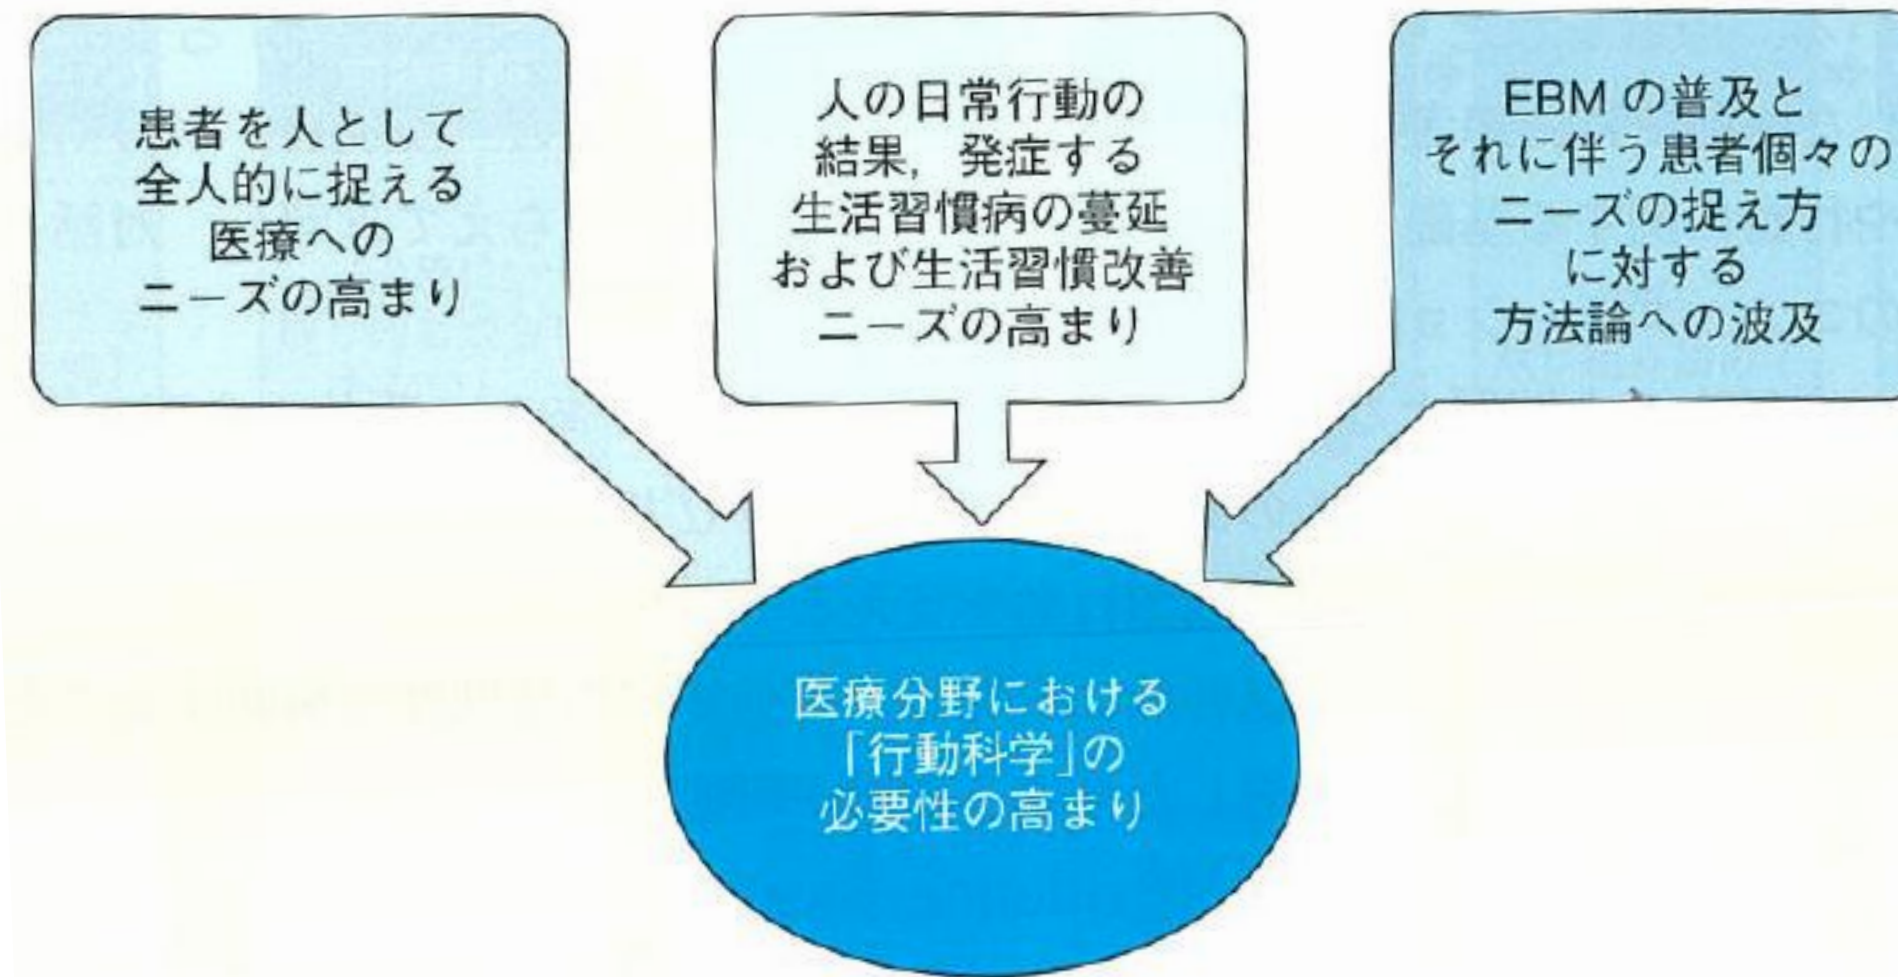 患者を人として
全人的に捉える
医療への
ニーズの高まり
人の日常行動の
結果，発症する
生活習慣病の蔓延
および生活習慣改善
ニーズの高まり
EBM の普及と
それに伴う患者個々の
ニーズの捉え方
に対する
方法論への波及
医療分野における
「行動科学」の
必要性の高まり